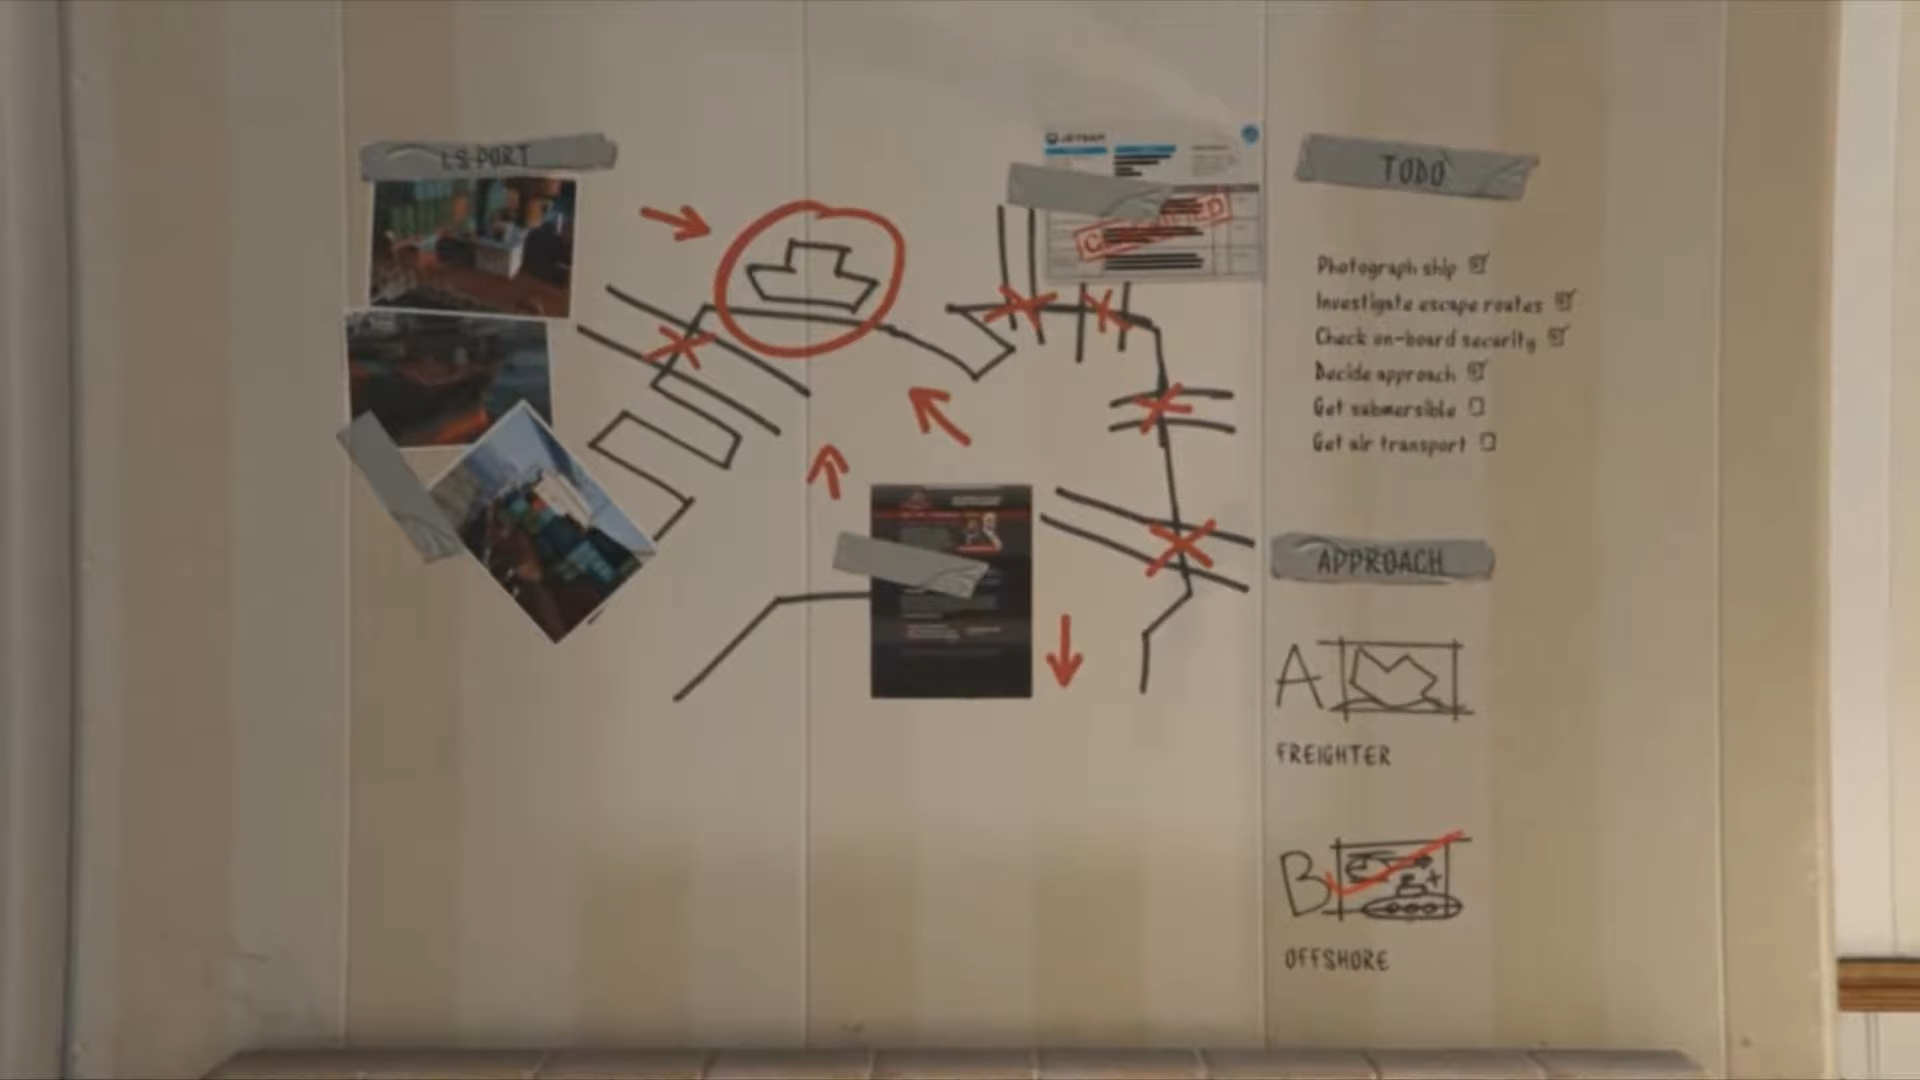 LS PORT
TODO
Photograph ship
Investigate escape routes
Check on-board security
Decide approach
Get submersible
Get air transport
APPROACH
A
FREIGHTER
B
OFFSHORE